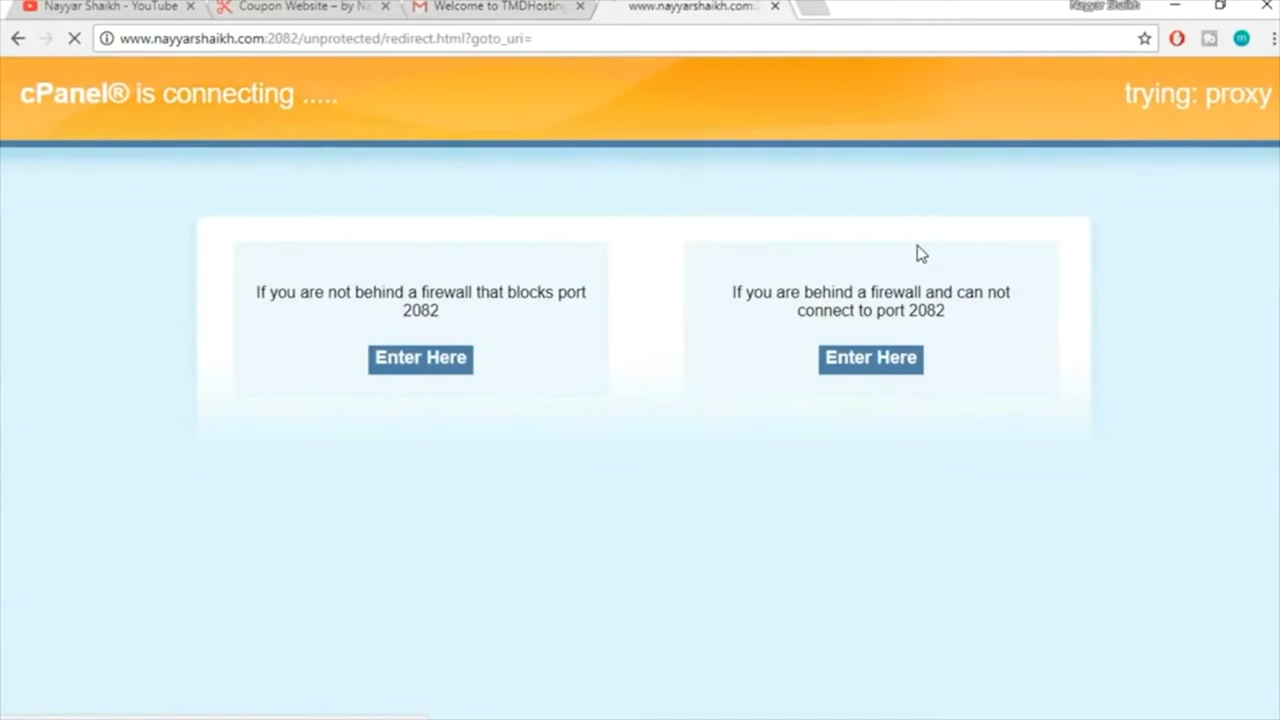 Nayyar Shaikh - YouTube
Coupon Website – by Na
Welcome to TMDHosting
www.nayyarshaikh.com:
Nayyar Shaikh
www.nayyarshaikh.com:2082/unprotected/redirect.html?goto_uri=
cPanel® is connecting .....
trying: proxy
If you are not behind a firewall that blocks port
2082
Enter Here
If you are behind a firewall and can not
connect to port 2082
Enter Here